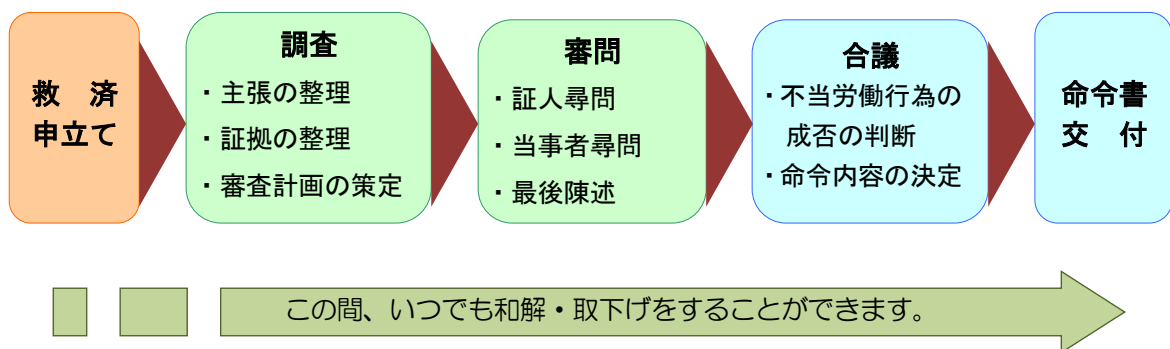 救　済
申立て
調査
・主張の整理
・証拠の整理
・審査計画の策定
審問
・証人尋問
・当事者尋問
・最後陳述
合議
・不当労働行為の
成否の判断
・命令内容の決定
命令書
交　付
この間、いつでも和解・取下げをすることができます。